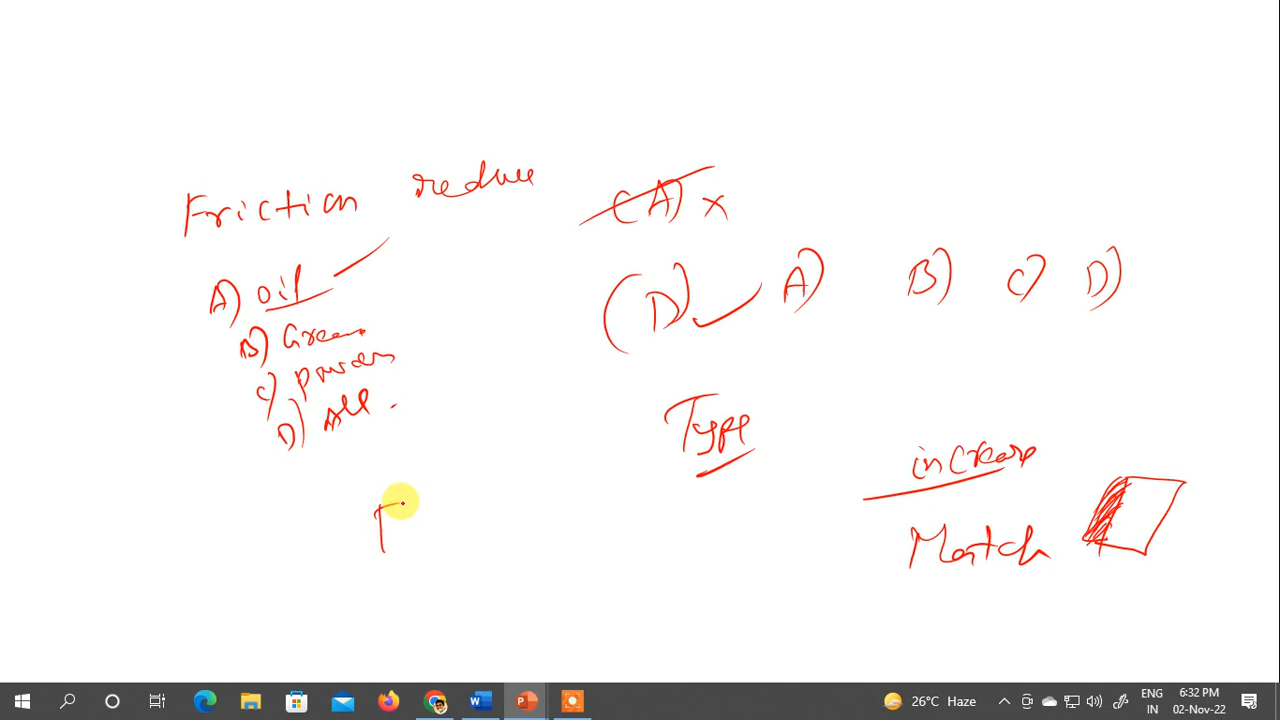 Friction reduce
(A) x
A) oil
B) Grease
C) powder
D) All .
(D) A) B) C) D)
Type
increase
Match
26°C Haze
ENG
IN
6:32 PM
02-Nov-22